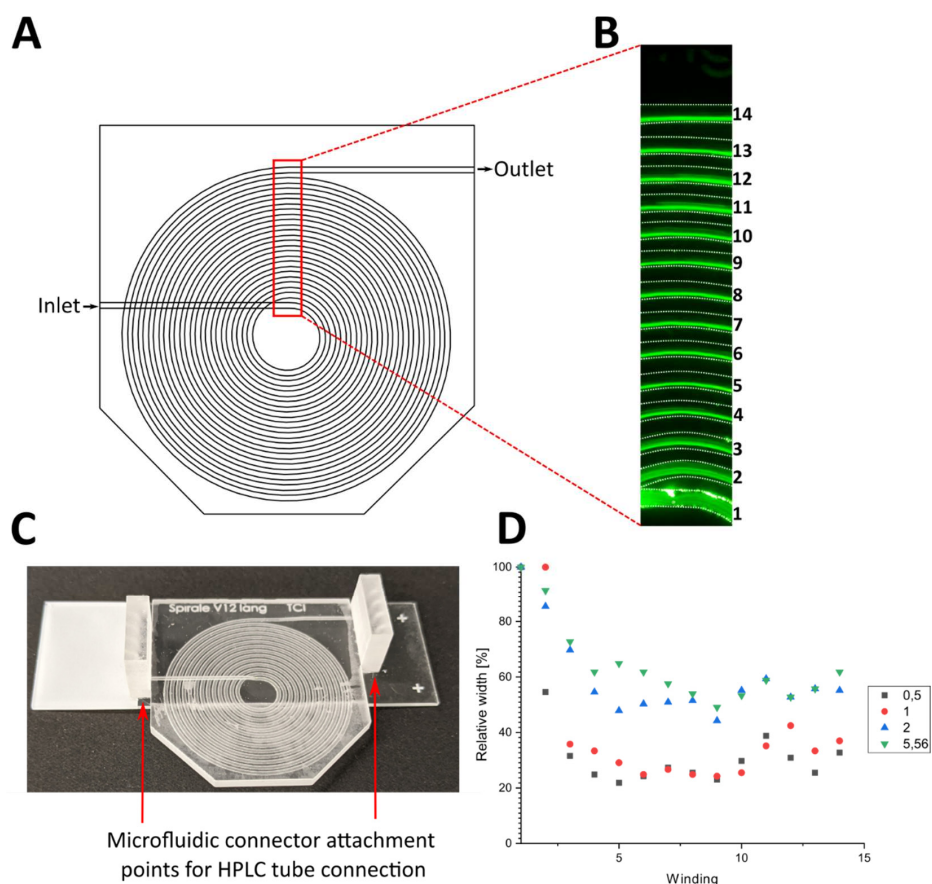 A
B
Outlet
Inlet
14
13
12
11
10
9
8
7
6
5
4
3
2
1
C
D
Spirale V12 lang TCI
Microfluidic connector attachment
points for HPLC tube connection
100
80
60
40
20
0
Relative width [%]
5
10
15
Winding
0,5
1
2
5,56